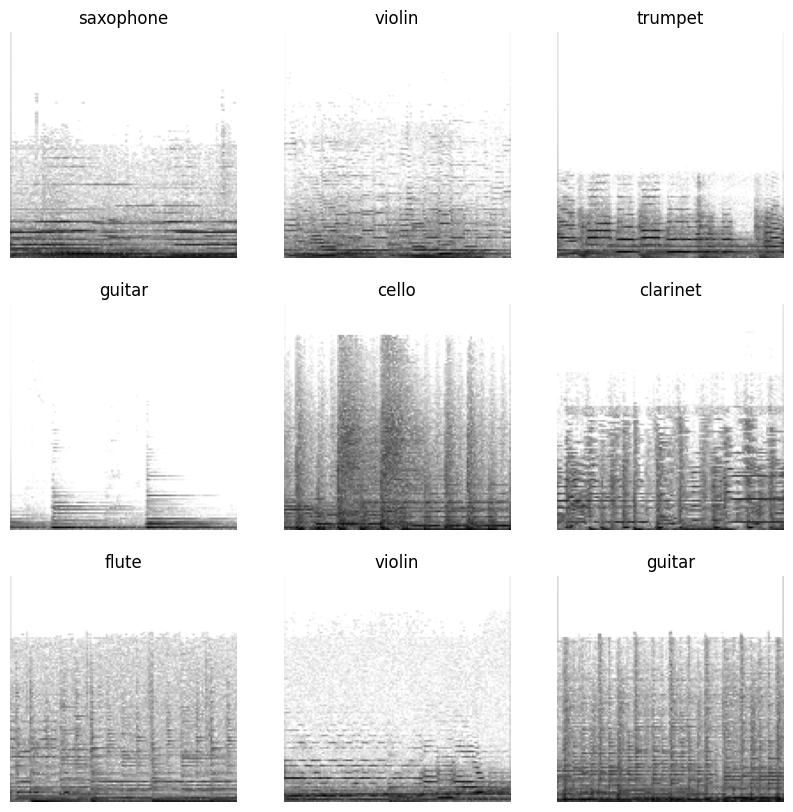 saxophone
violin
trumpet
guitar
cello
clarinet
flute
violin
guitar